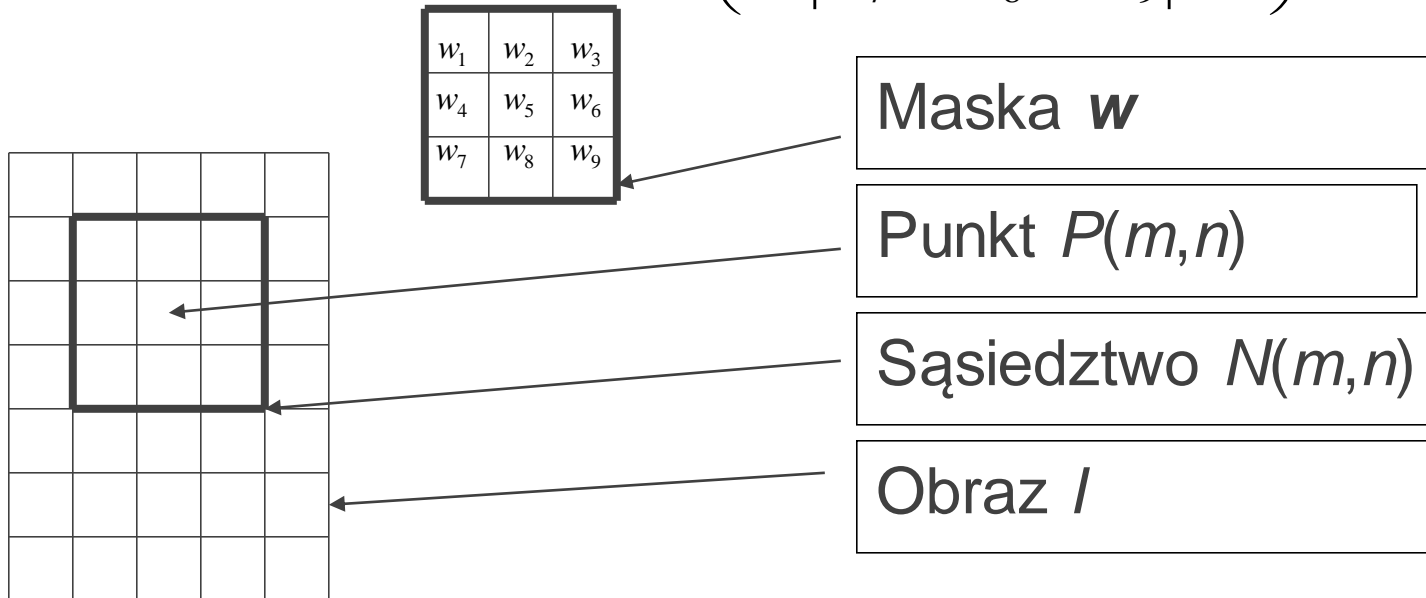 w₁ w₂ w₃
w₄ w₅ w₆
w₇ w₈ w₉
Maska w
Punkt P(m,n)
Sąsiedztwo N(m,n)
Obraz I